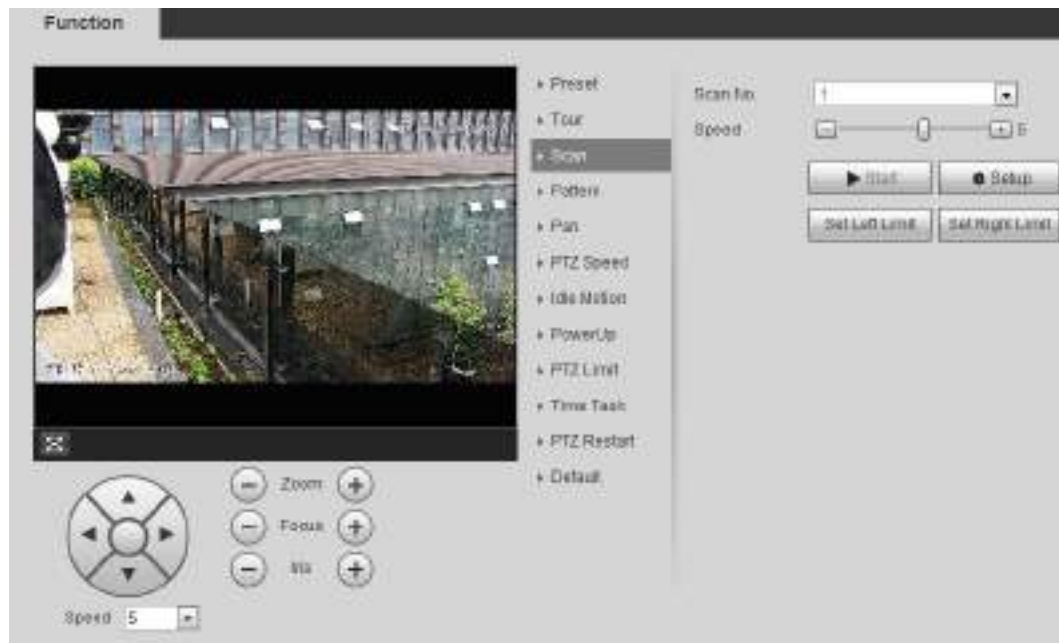 Function
Preset
Tour
Scan
Pattern
Pan
PTZ Speed
Idle Motion
PowerUp
PTZ Limit
Time Task
PTZ Restart
Default
Scan No.
1
Speed
5
Start
Setup
Set Left Limit
Set Right Limit
Zoom
Focus
Iris
Speed 5